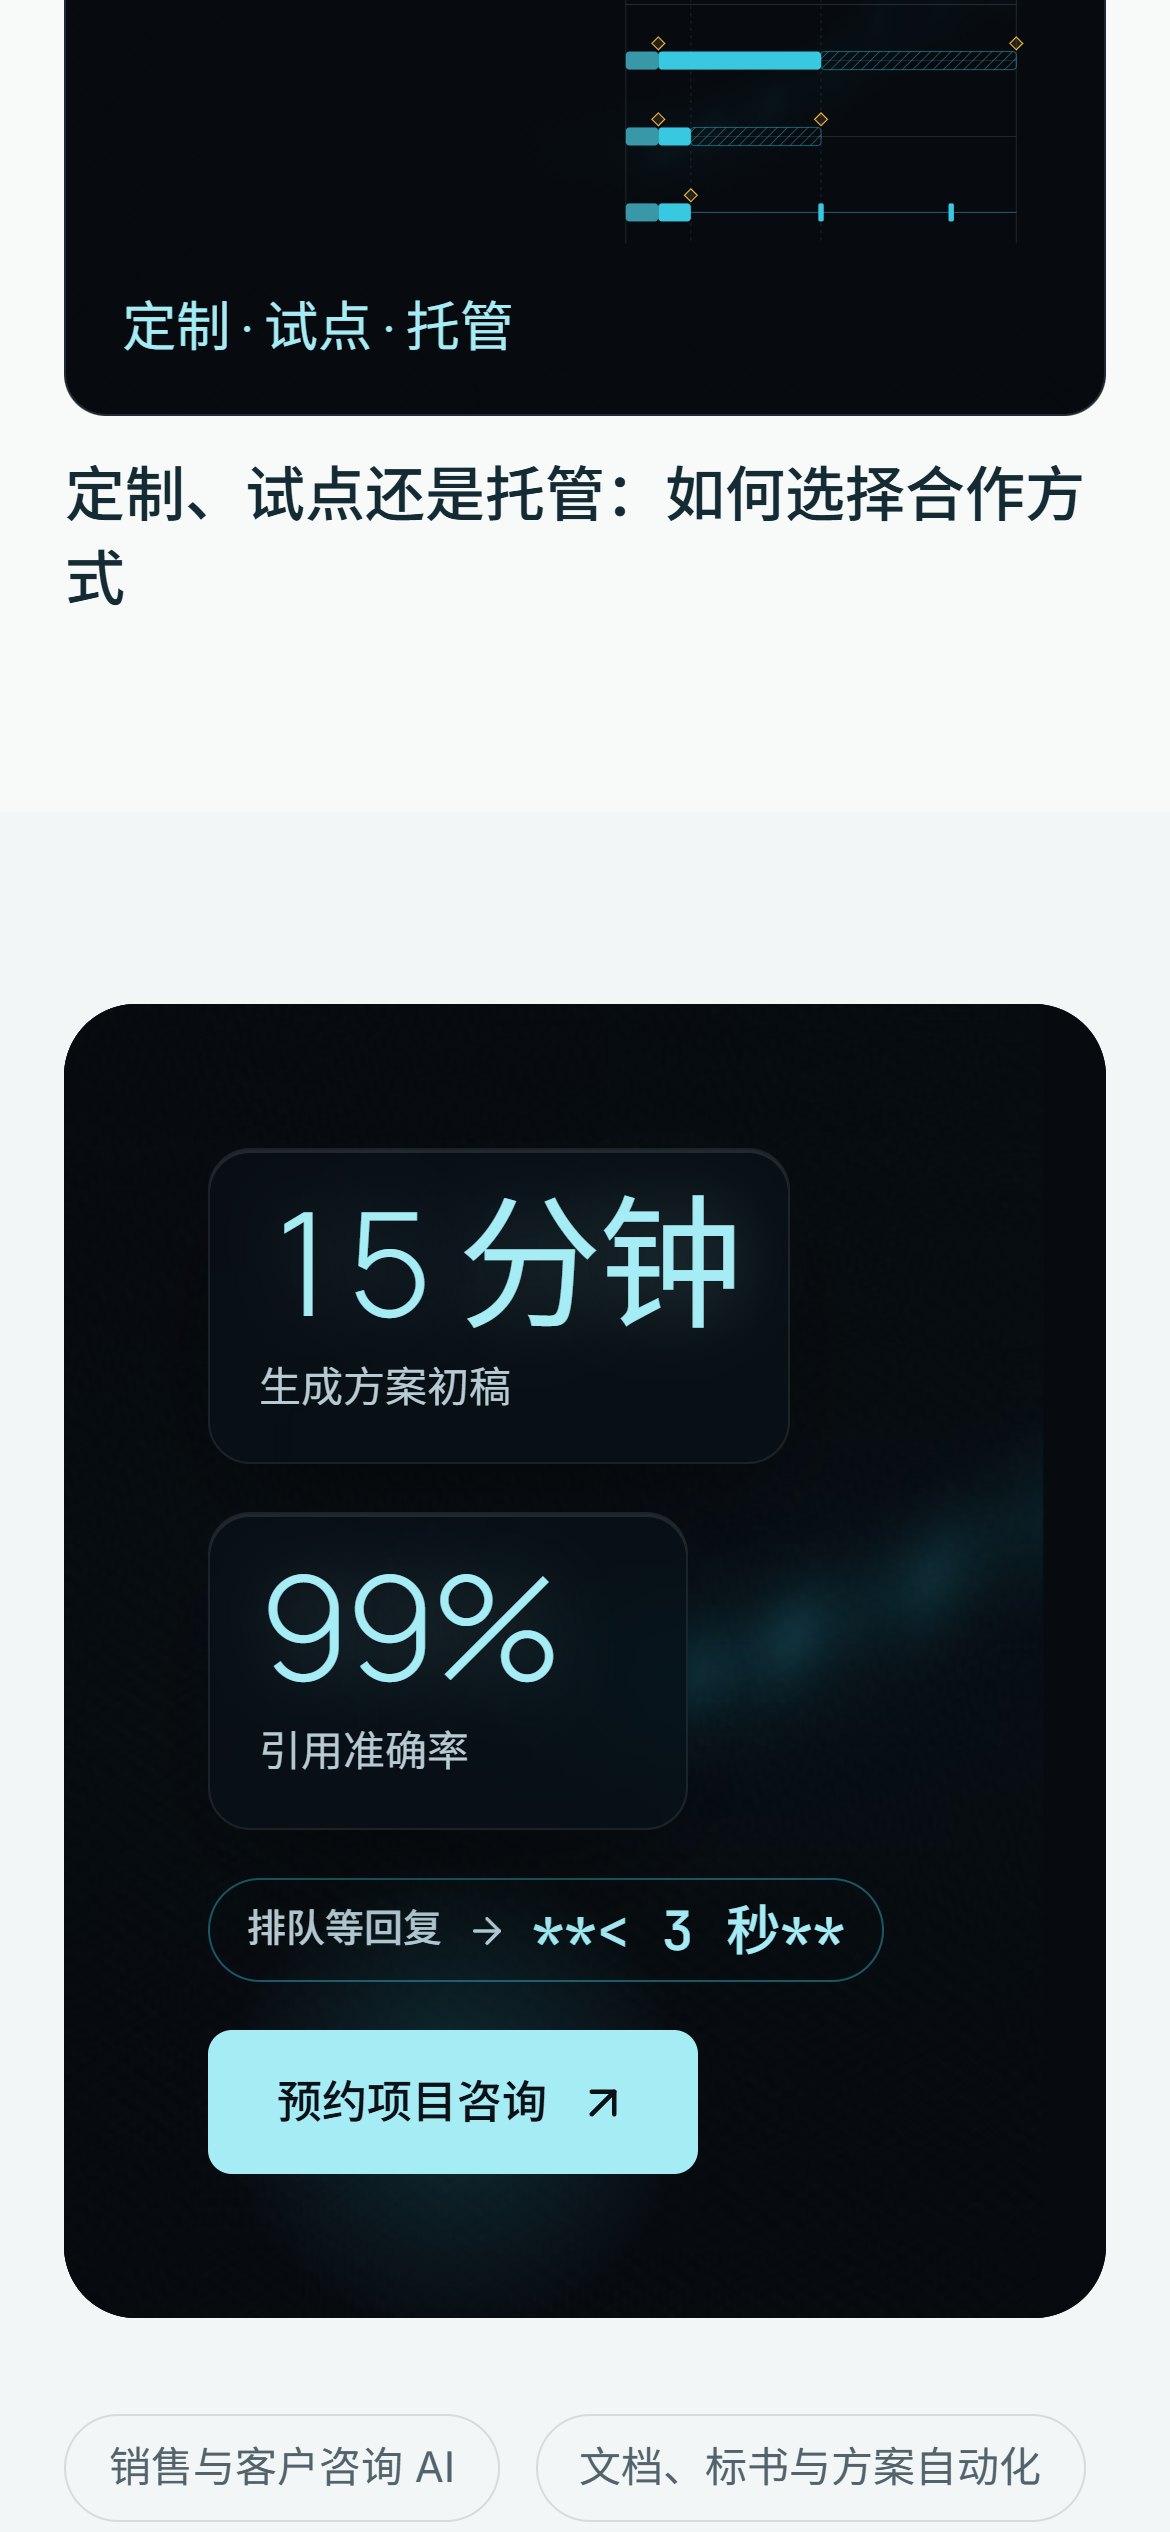 定制 · 试点 · 托管
定制、试点还是托管：如何选择合作方
式
15 分钟
生成方案初稿
99%
引用准确率
排队等回复 → **< 3 秒**
预约项目咨询 ↗
销售与客户咨询 AI
文档、标书与方案自动化